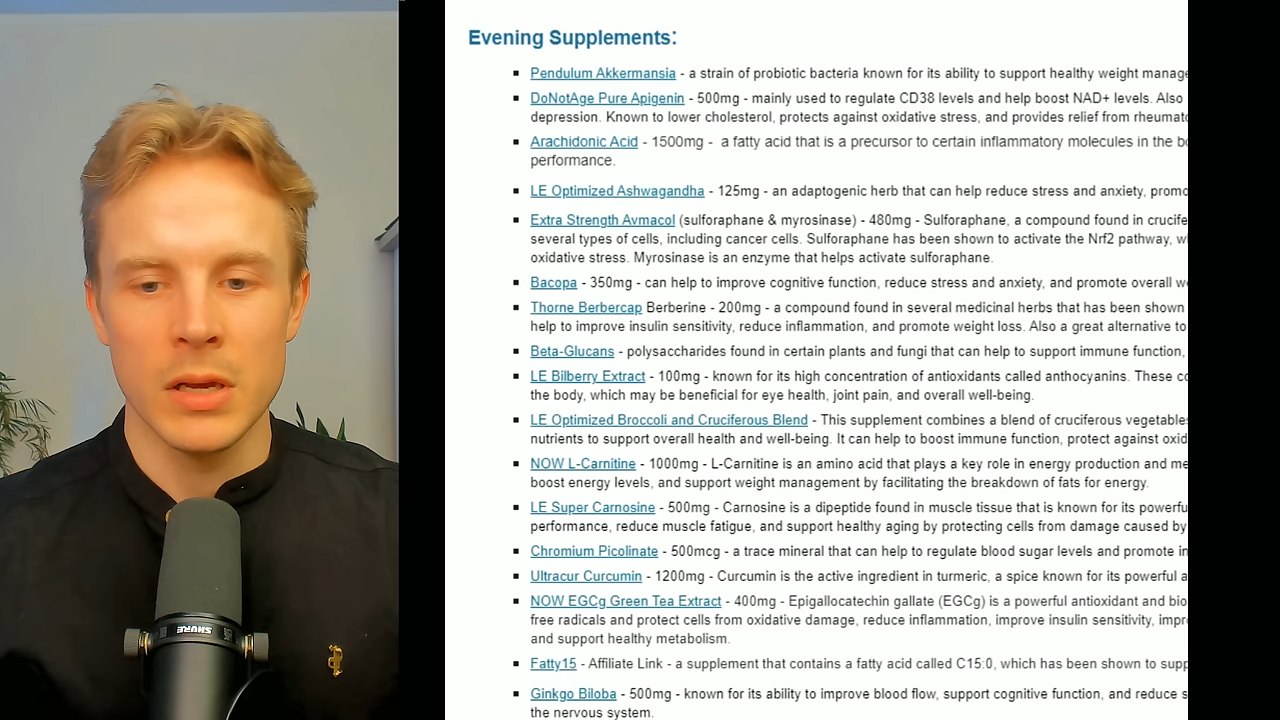 Evening Supplements:
Pendulum Akkermansia - a strain of probiotic bacteria known for its ability to support healthy weight manage
DoNotAge Pure Apigenin - 500mg - mainly used to regulate CD38 levels and help boost NAD+ levels. Also
depression. Known to lower cholesterol, protects against oxidative stress, and provides relief from rheumato
Arachidonic Acid - 1500mg - a fatty acid that is a precursor to certain inflammatory molecules in the bo
performance.
LE Optimized Ashwagandha - 125mg - an adaptogenic herb that can help reduce stress and anxiety, promo
Extra Strength Avmacol (sulforaphane & myrosinase) - 480mg - Sulforaphane, a compound found in crucife
several types of cells, including cancer cells. Sulforaphane has been shown to activate the Nrf2 pathway, w
oxidative stress. Myrosinase is an enzyme that helps activate sulforaphane.
Bacopa - 350mg - can help to improve cognitive function, reduce stress and anxiety, and promote overall we
Thorne Berbercap Berberine - 200mg - a compound found in several medicinal herbs that has been shown
help to improve insulin sensitivity, reduce inflammation, and promote weight loss. Also a great alternative to
Beta-Glucans - polysaccharides found in certain plants and fungi that can help to support immune function,
LE Bilberry Extract - 100mg - known for its high concentration of antioxidants called anthocyanins. These co
the body, which may be beneficial for eye health, joint pain, and overall well-being.
LE Optimized Broccoli and Cruciferous Blend - This supplement combines a blend of cruciferous vegetables
nutrients to support overall health and well-being. It can help to boost immune function, protect against oxid
NOW L-Carnitine - 1000mg - L-Carnitine is an amino acid that plays a key role in energy production and me
boost energy levels, and support weight management by facilitating the breakdown of fats for energy.
LE Super Carnosine - 500mg - Carnosine is a dipeptide found in muscle tissue that is known for its powerfu
performance, reduce muscle fatigue, and support healthy aging by protecting cells from damage caused by
Chromium Picolinate - 500mcg - a trace mineral that can help to regulate blood sugar levels and promote in
Ultracur Curcumin - 1200mg - Curcumin is the active ingredient in turmeric, a spice known for its powerful a
NOW EGCg Green Tea Extract - 400mg - Epigallocatechin gallate (EGCg) is a powerful antioxidant and bio
free radicals and protect cells from oxidative damage, reduce inflammation, improve insulin sensitivity, impr
and support healthy metabolism.
Fatty15 - Affiliate Link - a supplement that contains a fatty acid called C15:0, which has been shown to supp
Ginkgo Biloba - 500mg - known for its ability to improve blood flow, support cognitive function, and reduce s
the nervous system.
SHURE